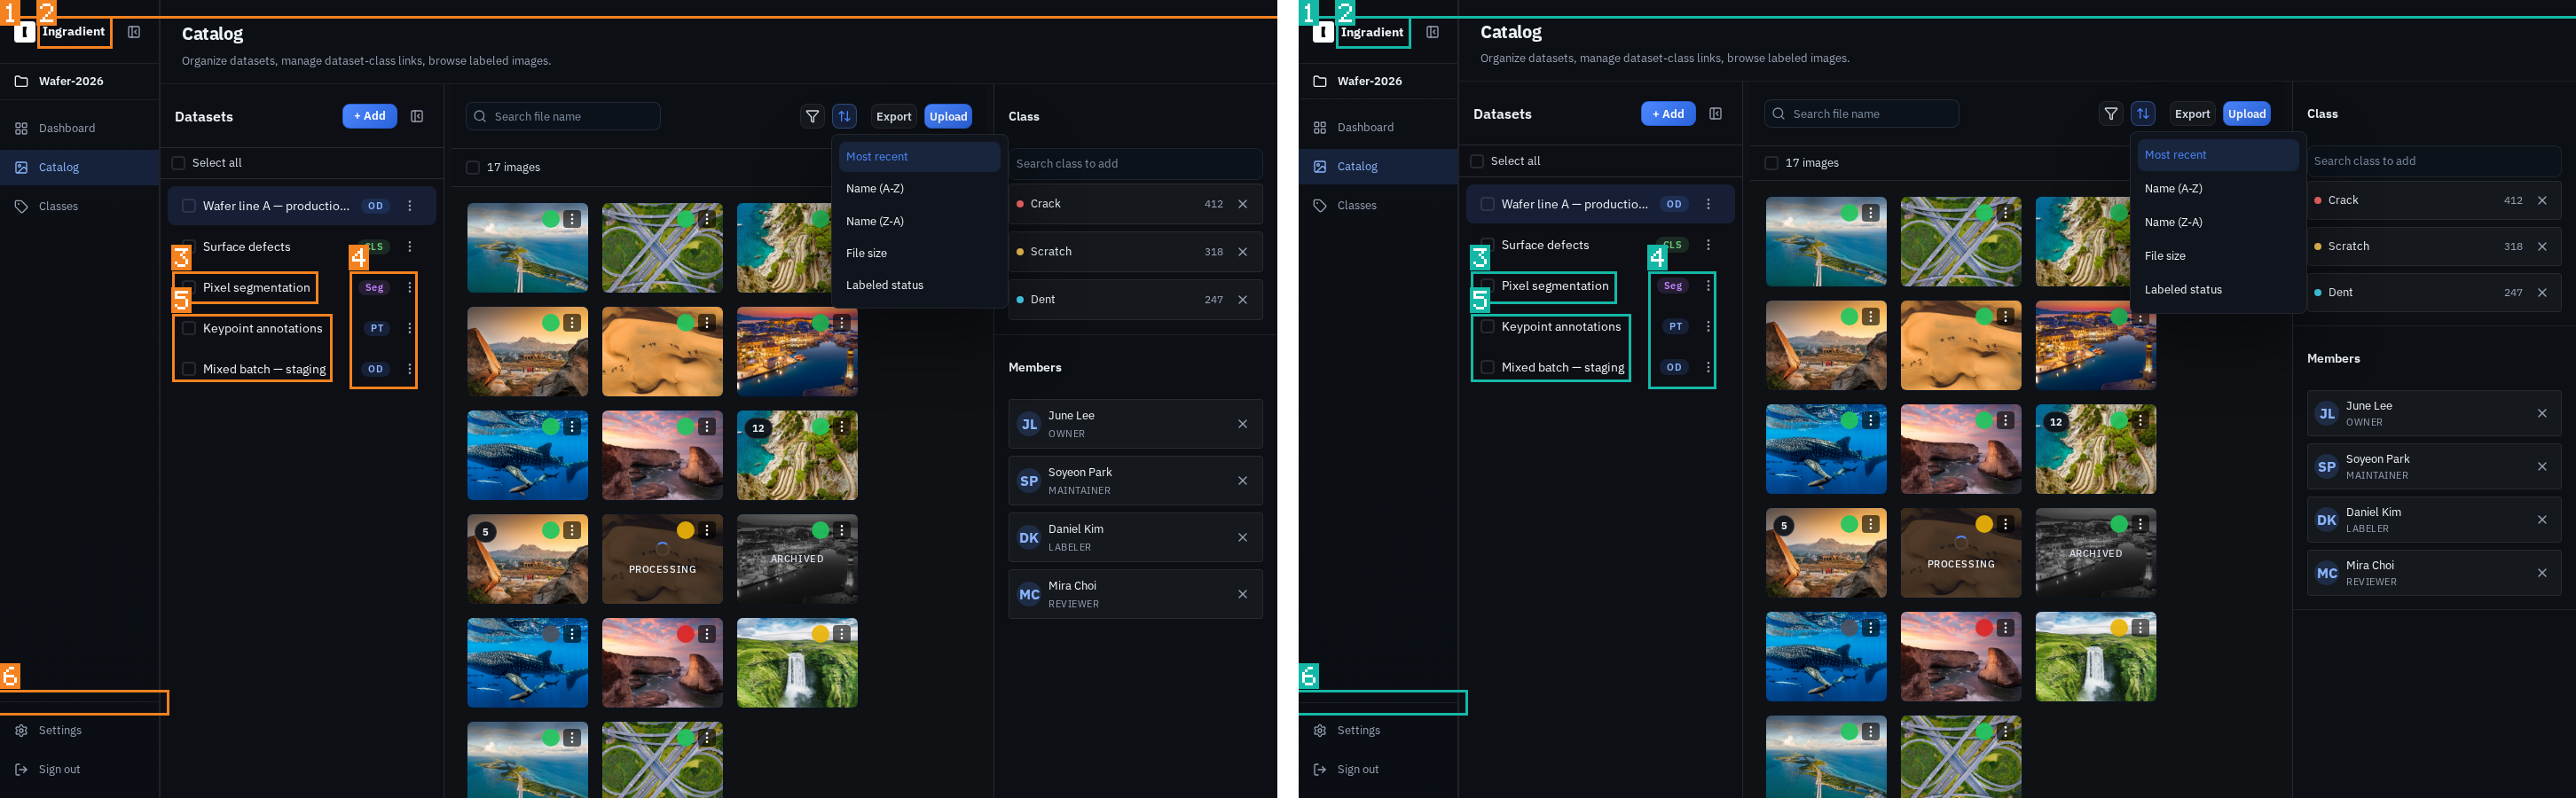 1 2
Ingradient
Wafer-2026
Dashboard
Catalog
Classes
6
Settings
Sign out
Catalog
Organize datasets, manage dataset-class links, browse labeled images.
Datasets + Add
Select all
Wafer line A — productio... OD
Surface defects CLS
3 4
Pixel segmentation Seg
5
Keypoint annotations PT
Mixed batch — staging OD
Search file name Export Upload
17 images
Most recent
Name (A-Z)
Name (Z-A)
File size
Labeled status
12
5
PROCESSING
ARCHIVED
Class
Search class to add
Crack 412
Scratch 318
Dent 247
Members
JL June Lee
OWNER
SP Soyeon Park
MAINTAINER
DK Daniel Kim
LABELER
MC Mira Choi
REVIEWER
1 2
Ingradient
Wafer-2026
Dashboard
Catalog
Classes
6
Settings
Sign out
Catalog
Organize datasets, manage dataset-class links, browse labeled images.
Datasets + Add
Select all
Wafer line A — productio... OD
Surface defects CLS
3 4
Pixel segmentation Seg
5
Keypoint annotations PT
Mixed batch — staging OD
Search file name Export Upload
17 images
Most recent
Name (A-Z)
Name (Z-A)
File size
Labeled status
12
5
PROCESSING
ARCHIVED
Class
Search class to add
Crack 412
Scratch 318
Dent 247
Members
JL June Lee
OWNER
SP Soyeon Park
MAINTAINER
DK Daniel Kim
LABELER
MC Mira Choi
REVIEWER